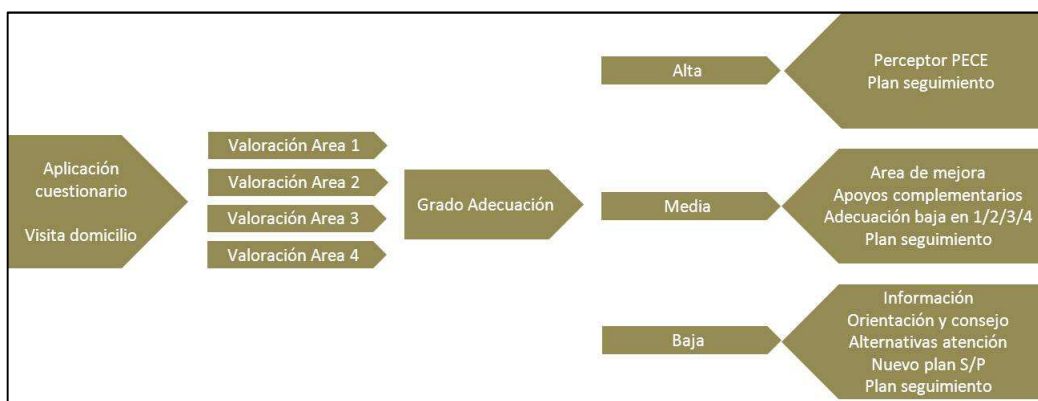 Aplicación
cuestionario
Visita domicilio
Valoración Area 1
Valoración Area 2
Valoración Area 3
Valoración Area 4
Grado Adecuación
Alta
Perceptor PECE
Plan seguimiento
Media
Area de mejora
Apoyos complementarios
Adecuación baja en 1/2/3/4
Plan seguimiento
Baja
Información
Orientación y consejo
Alternativas atención
Nuevo plan S/P
Plan seguimiento